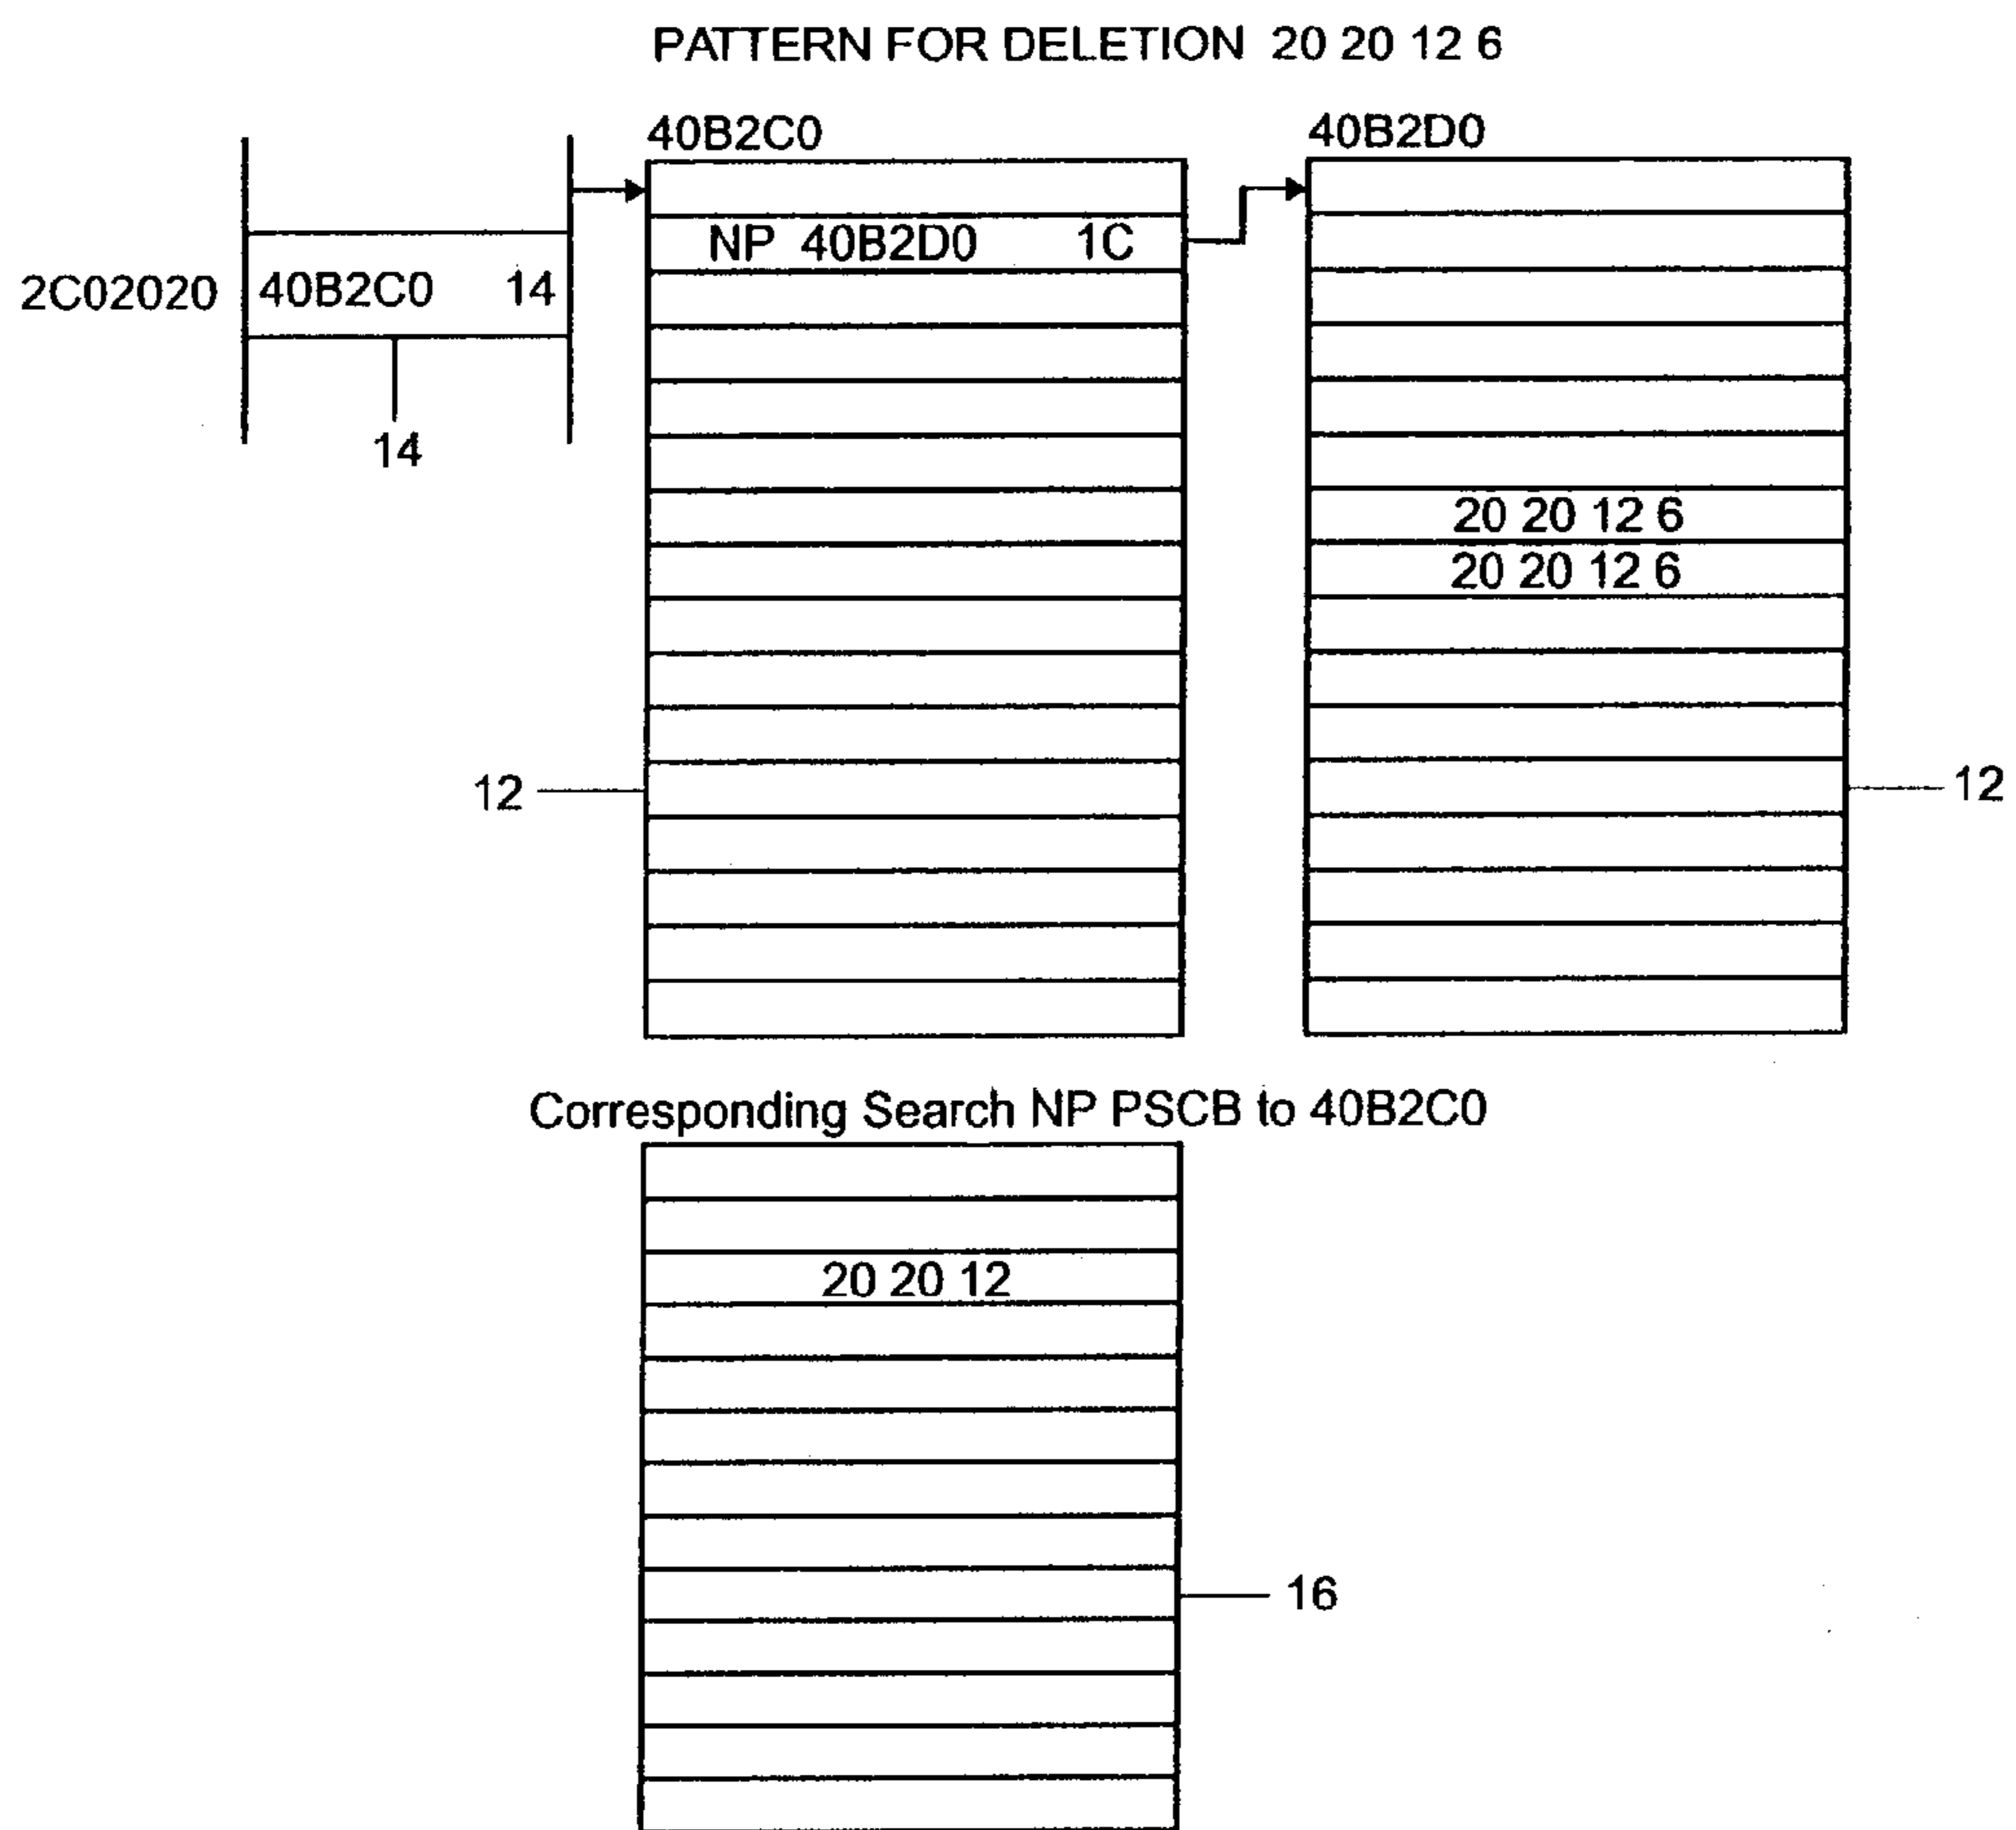 PATTERN FOR DELETION 20 20 12 6
40B2C0
40B2D0
NP 40B2D0 1C
2C02020
40B2C0 14
14
20 20 12 6
20 20 12 6
12
12
Corresponding Search NP PSCB to 40B2C0
20 20 12
16